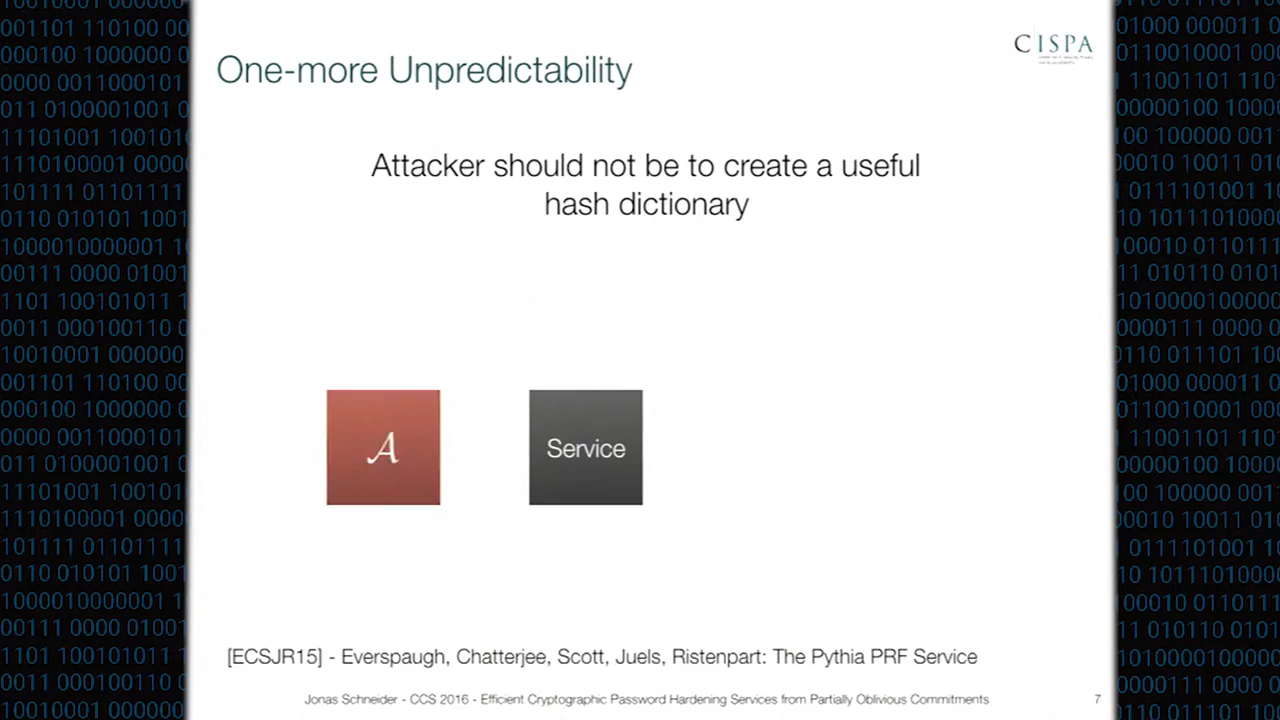 CISPA
One-more Unpredictability
Attacker should not be to create a useful
hash dictionary
𝒜
Service
[ECSJR15] - Everspaugh, Chatterjee, Scott, Juels, Ristenpart: The Pythia PRF Service
Jonas Schneider - CCS 2016 - Efficient Cryptographic Password Hardening Services from Partially Oblivious Commitments
7